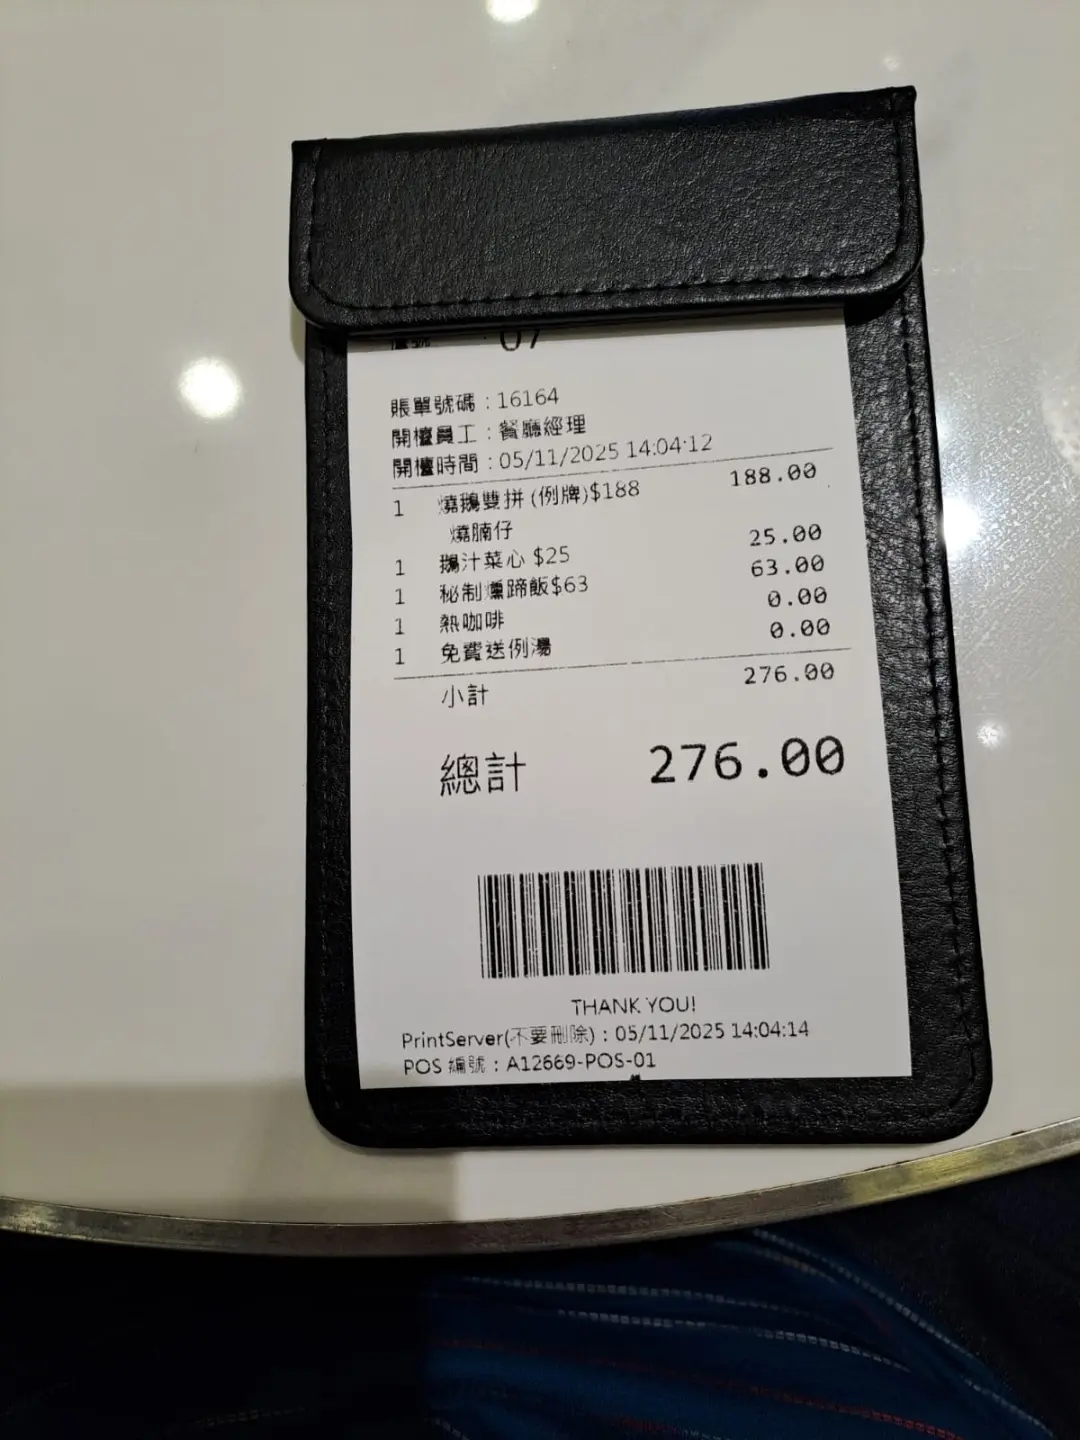 檯號 : 07
賬單號碼 : 16164
開檯員工 : 餐廳經理
開檯時間 : 05/11/2025 14:04:12
1 燒鵝雙拼 (例牌)$188 188.00
燒腩仔
1 鵝汁菜心 $25 25.00
1 秘制燻蹄飯$63 63.00
1 熱咖啡 0.00
1 免費送例湯 0.00
小計 276.00
總計 276.00
THANK YOU!
PrintServer(不要刪除) : 05/11/2025 14:04:14
POS 編號 : A12669-POS-01